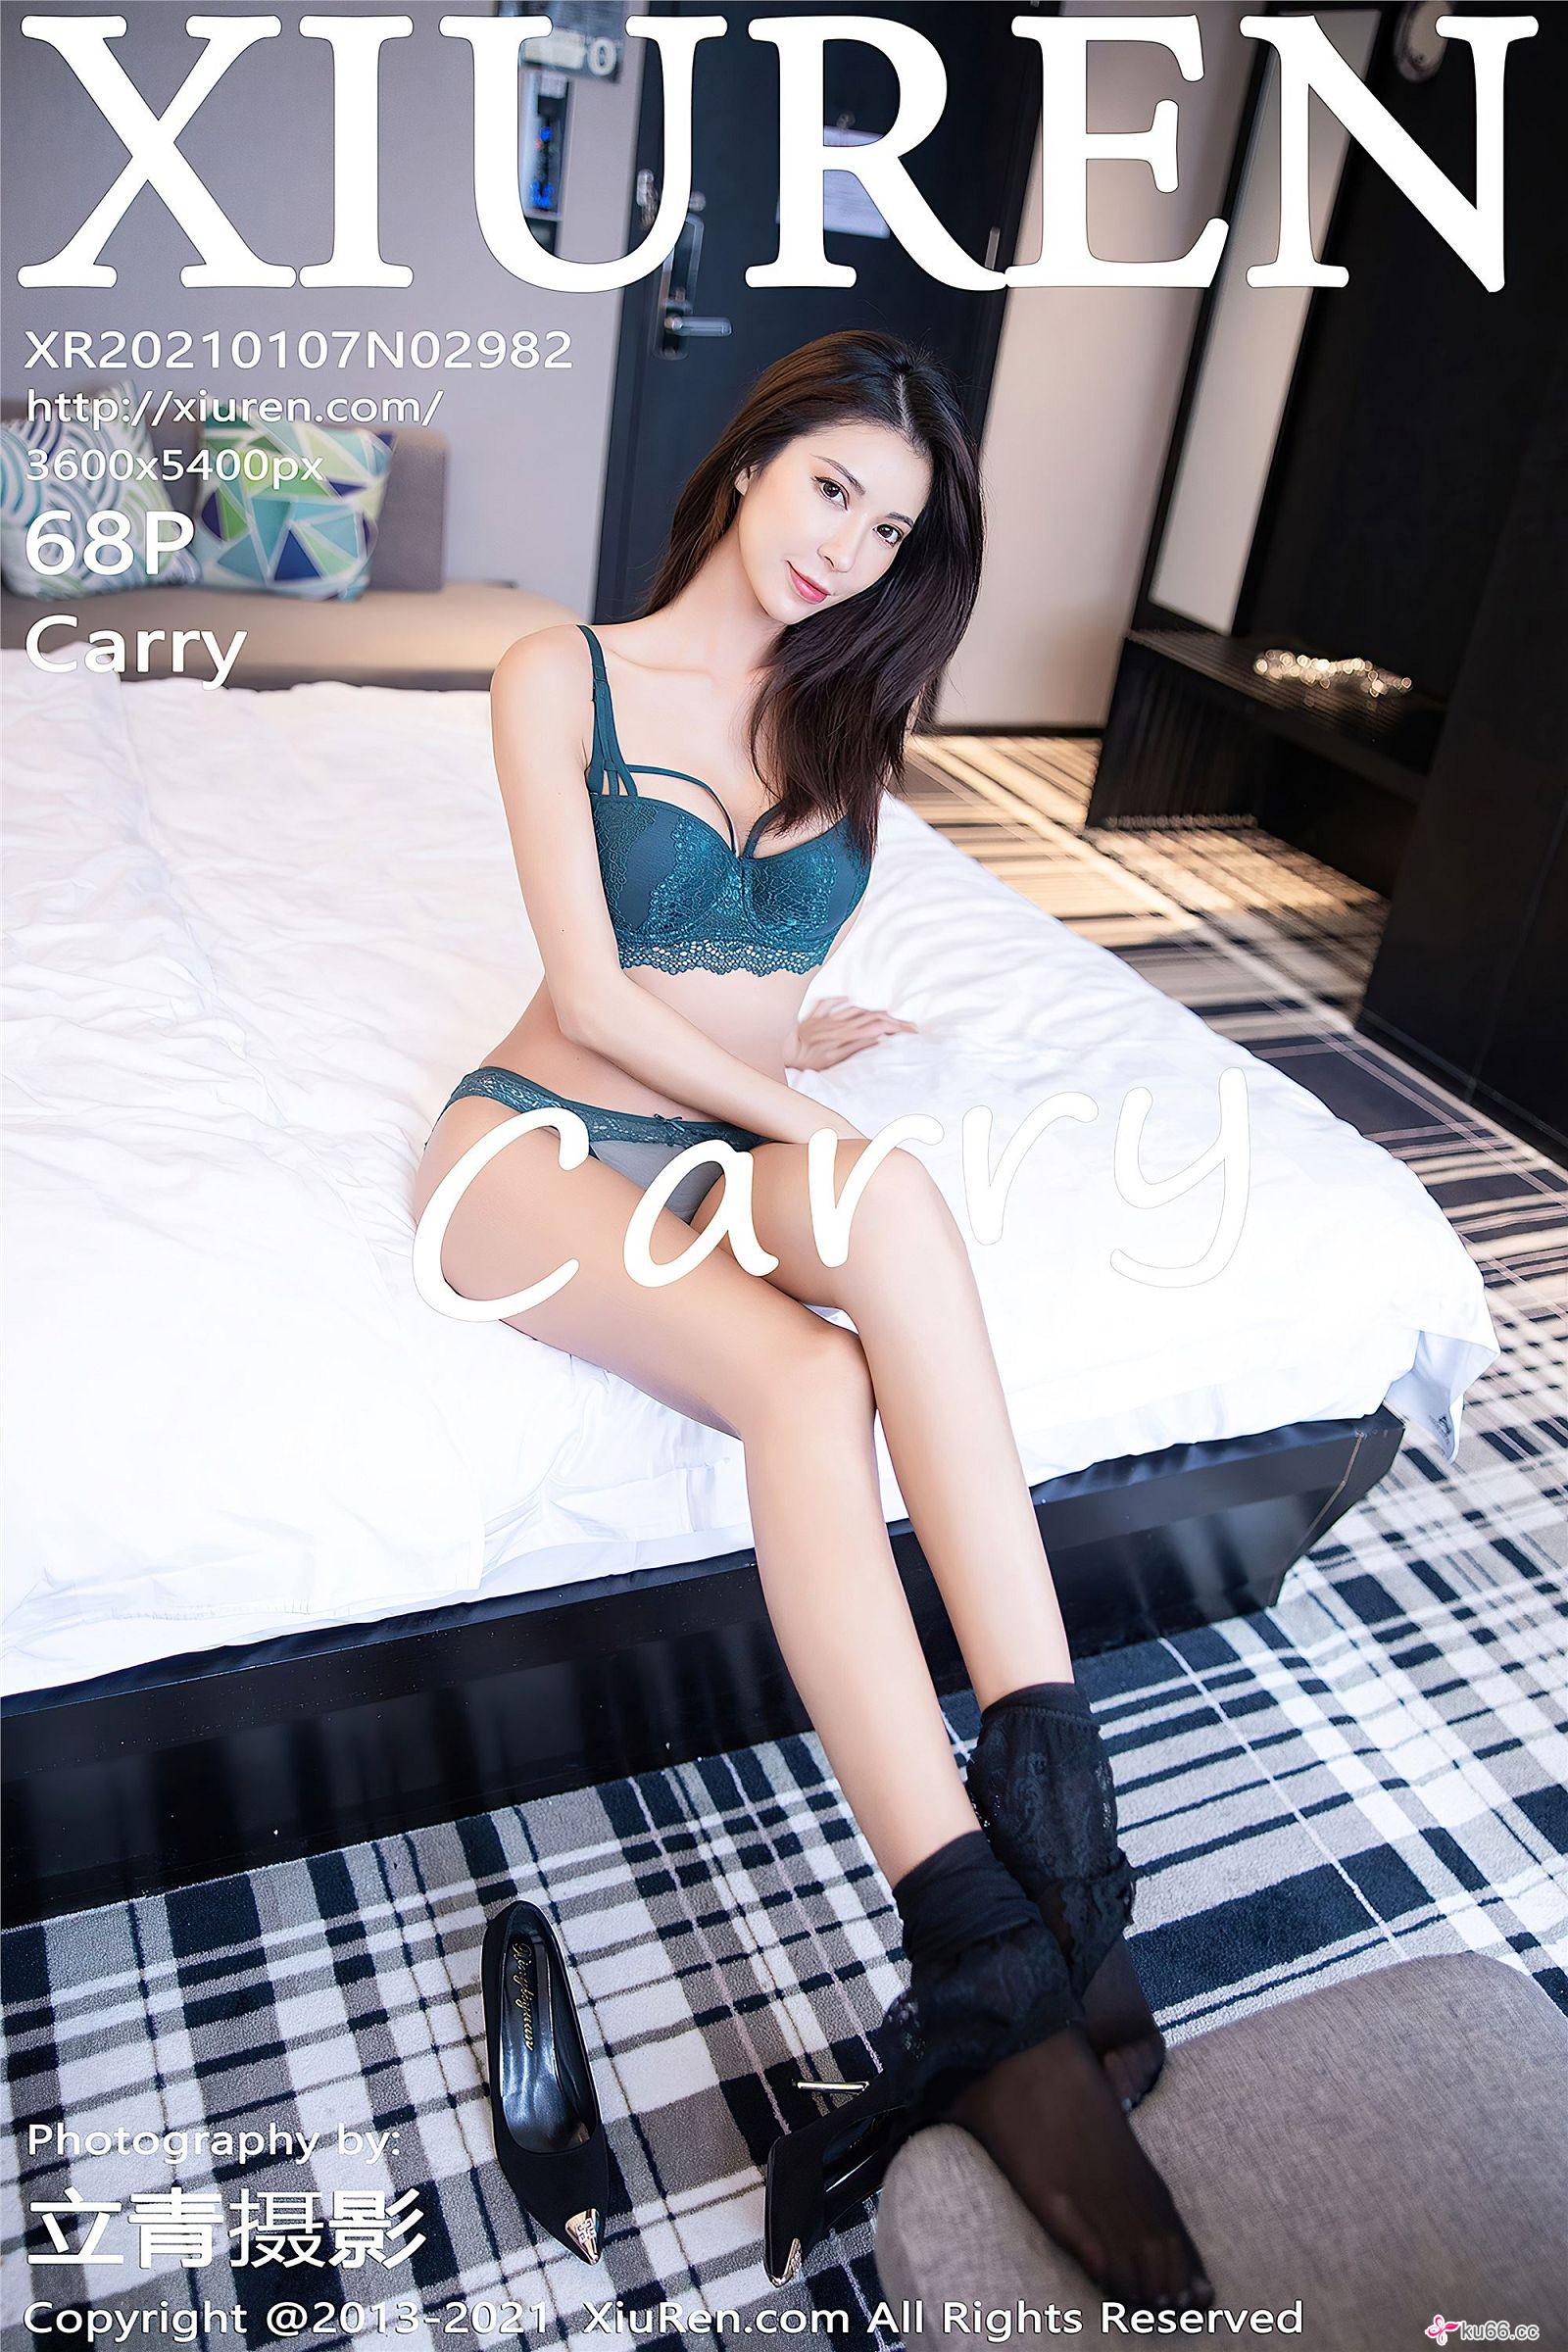 XIUREN
XR20210107N02982
http://xiuren.com/
3600x5400px
68P
Carry
Carry
Photography by:
立青摄影
Copyright @2013-2021 XiuRen.com All Rights Reserved
ku66.cc